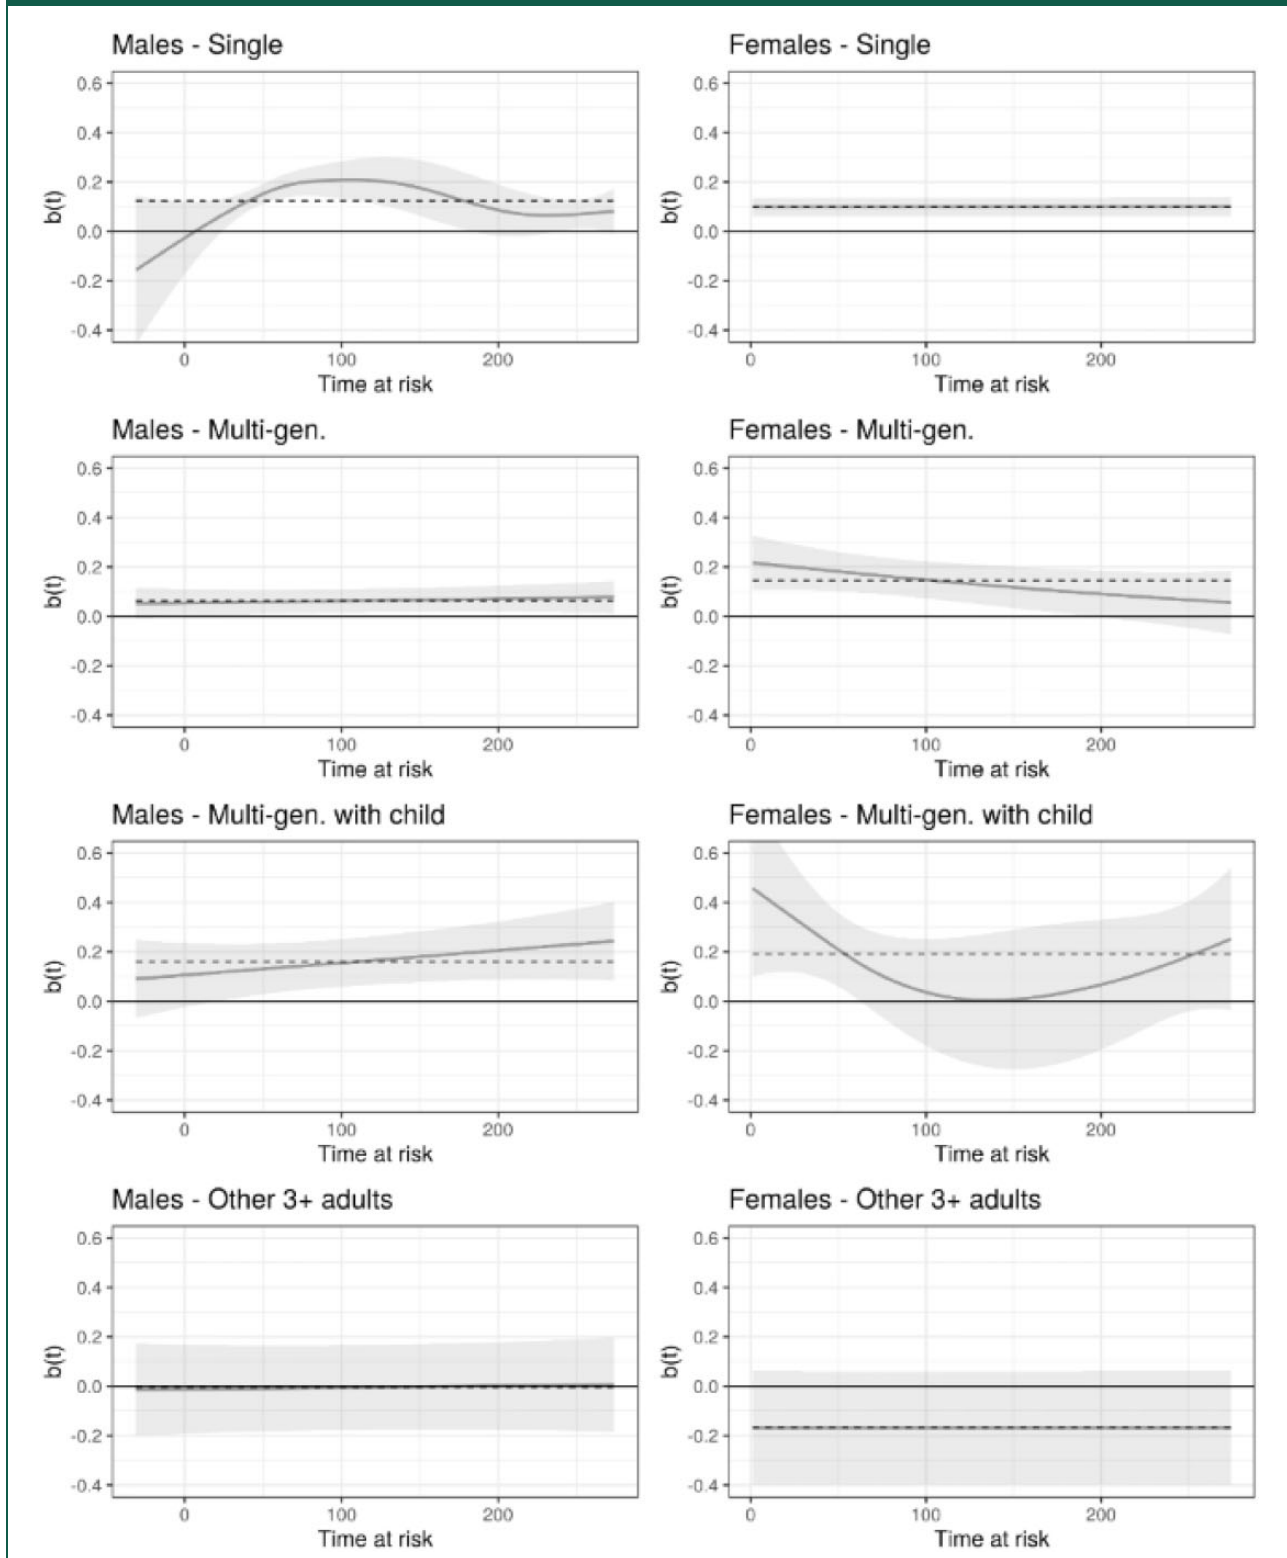 Males - Single
0.6
0.4
0.2
0.0
-0.2
-0.4
b(t)
0 100 200
Time at risk
Females - Single
0.6
0.4
0.2
0.0
-0.2
-0.4
b(t)
0 100 200
Time at risk
Males - Multi-gen.
0.6
0.4
0.2
0.0
-0.2
-0.4
b(t)
0 100 200
Time at risk
Females - Multi-gen.
0.6
0.4
0.2
0.0
-0.2
-0.4
b(t)
0 100 200
Time at risk
Males - Multi-gen. with child
0.6
0.4
0.2
0.0
-0.2
-0.4
b(t)
0 100 200
Time at risk
Females - Multi-gen. with child
0.6
0.4
0.2
0.0
-0.2
-0.4
b(t)
0 100 200
Time at risk
Males - Other 3+ adults
0.6
0.4
0.2
0.0
-0.2
-0.4
b(t)
0 100 200
Time at risk
Females - Other 3+ adults
0.6
0.4
0.2
0.0
-0.2
-0.4
b(t)
0 100 200
Time at risk